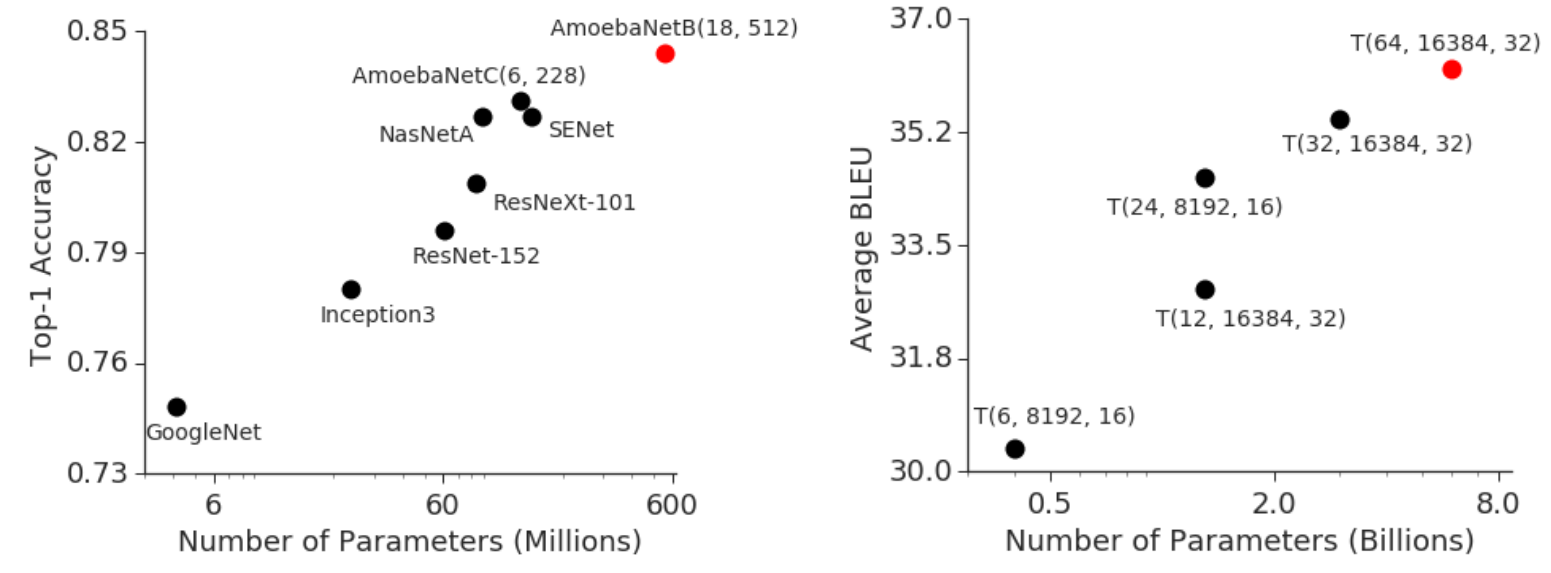 0.85
0.82
0.79
0.76
0.73
Top-1 Accuracy
AmoebaNetB(18, 512)
AmoebaNetC(6, 228)
NasNetA
SENet
ResNeXt-101
ResNet-152
Inception3
GoogleNet
6 60 600
Number of Parameters (Millions)
37.0
35.2
33.5
31.8
30.0
Average BLEU
T(64, 16384, 32)
T(32, 16384, 32)
T(24, 8192, 16)
T(12, 16384, 32)
T(6, 8192, 16)
0.5 2.0 8.0
Number of Parameters (Billions)